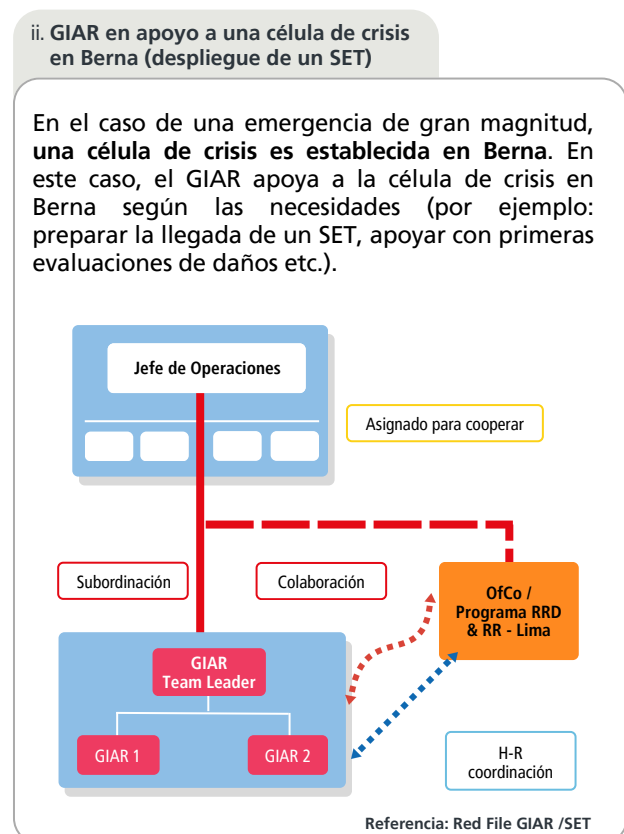 ii. GIAR en apoyo a una célula de crisis
en Berna (despliegue de un SET)
En el caso de una emergencia de gran magnitud,
una célula de crisis es establecida en Berna. En
este caso, el GIAR apoya a la célula de crisis en
Berna según las necesidades (por ejemplo:
preparar la llegada de un SET, apoyar con primeras
evaluaciones de daños etc.).
Jefe de Operaciones
Asignado para cooperar
Subordinación
Colaboración
OfCo /
Programa RRD
& RR - Lima
GIAR
Team Leader
GIAR 1
GIAR 2
H-R
coordinación
Referencia: Red File GIAR /SET